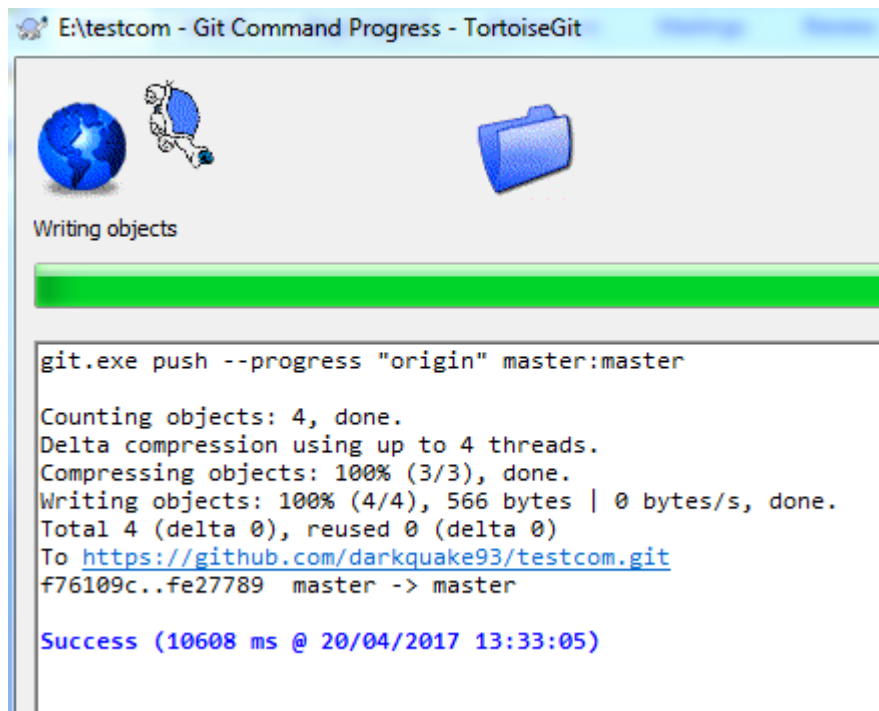 E:\testcom - Git Command Progress - TortoiseGit
Writing objects
git.exe push --progress "origin" master:master
Counting objects: 4, done.
Delta compression using up to 4 threads.
Compressing objects: 100% (3/3), done.
Writing objects: 100% (4/4), 566 bytes | 0 bytes/s, done.
Total 4 (delta 0), reused 0 (delta 0)
To https://github.com/darkquake93/testcom.git
f76109c..fe27789  master -> master
Success (10608 ms @ 20/04/2017 13:33:05)